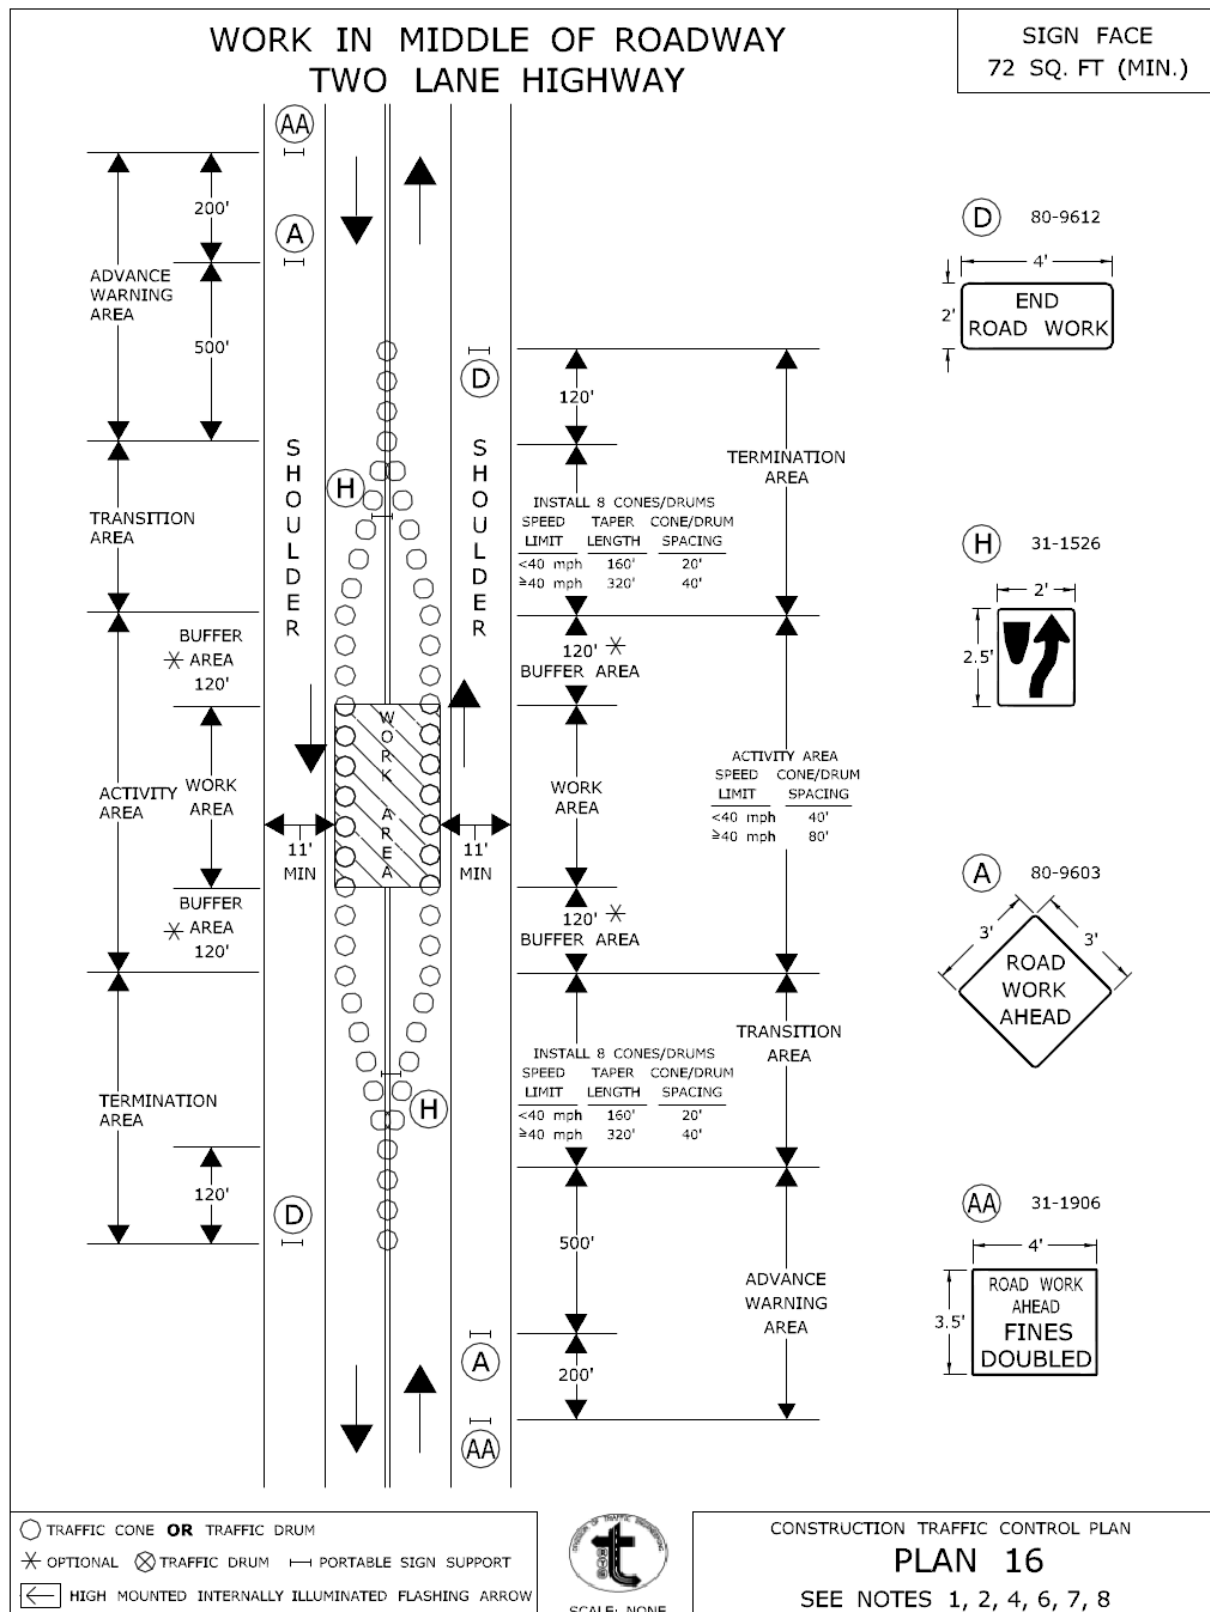 WORK IN MIDDLE OF ROADWAY
TWO LANE HIGHWAY
SIGN FACE
72 SQ. FT (MIN.)
AA
200'
A
ADVANCE
WARNING
AREA
500'
D
120'
SHOULDER
SHOULDER
H
TERMINATION
AREA
TRANSITION
AREA
INSTALL 8 CONES/DRUMS
SPEED TAPER CONE/DRUM
LIMIT LENGTH SPACING
<40 mph 160' 20'
≥40 mph 320' 40'
BUFFER
* AREA
120'
120' *
BUFFER AREA
WORK AREA
ACTIVITY
AREA
WORK
AREA
11'
MIN
11'
MIN
WORK
AREA
ACTIVITY AREA
SPEED CONE/DRUM
LIMIT SPACING
<40 mph 40'
≥40 mph 80'
BUFFER
* AREA
120'
120' *
BUFFER AREA
TRANSITION
AREA
INSTALL 8 CONES/DRUMS
SPEED TAPER CONE/DRUM
LIMIT LENGTH SPACING
<40 mph 160' 20'
≥40 mph 320' 40'
H
TERMINATION
AREA
120'
D
500'
ADVANCE
WARNING
AREA
A
200'
AA
D 80-9612
4'
2'
END
ROAD WORK
H 31-1526
2'
2.5'
A 80-9603
3' 3'
ROAD
WORK
AHEAD
AA 31-1906
4'
3.5'
ROAD WORK
AHEAD
FINES
DOUBLED
TRAFFIC CONE OR TRAFFIC DRUM
* OPTIONAL TRAFFIC DRUM PORTABLE SIGN SUPPORT
HIGH MOUNTED INTERNALLY ILLUMINATED FLASHING ARROW
DIVISION OF TRAFFIC ENGINEERING
t
SCALE: NONE
CONSTRUCTION TRAFFIC CONTROL PLAN
PLAN 16
SEE NOTES 1, 2, 4, 6, 7, 8